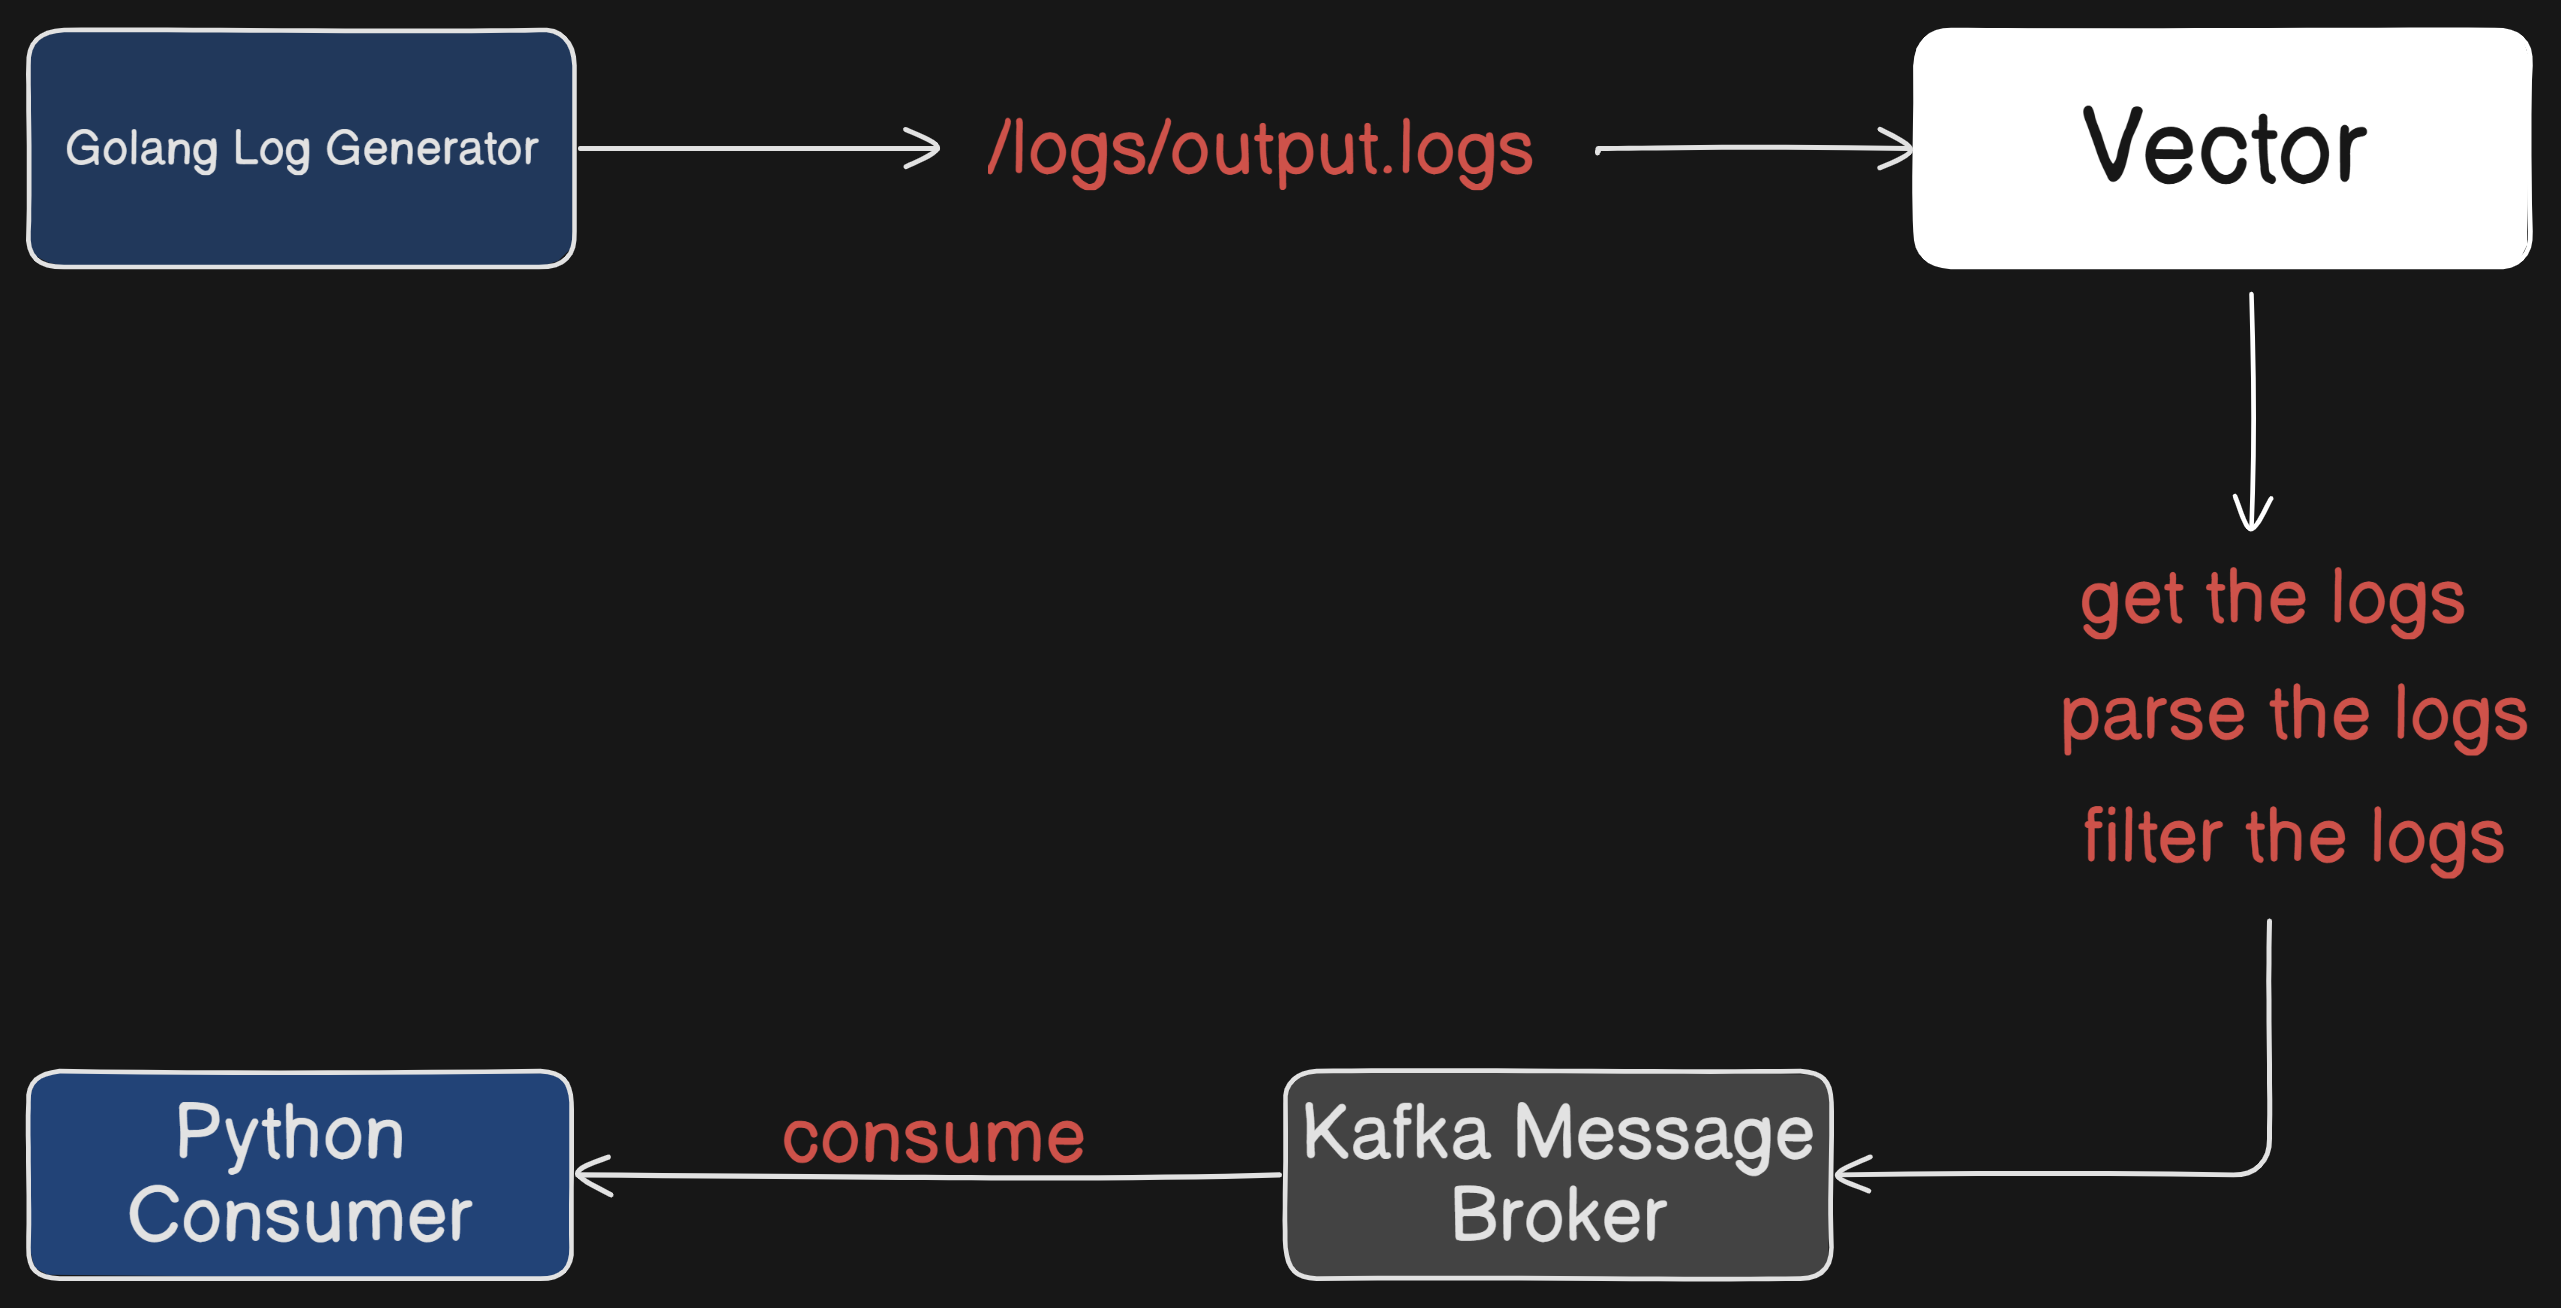 Golang Log Generator
/logs/output.logs
Vector
get the logs
parse the logs
filter the logs
Kafka Message
Broker
consume
Python
Consumer